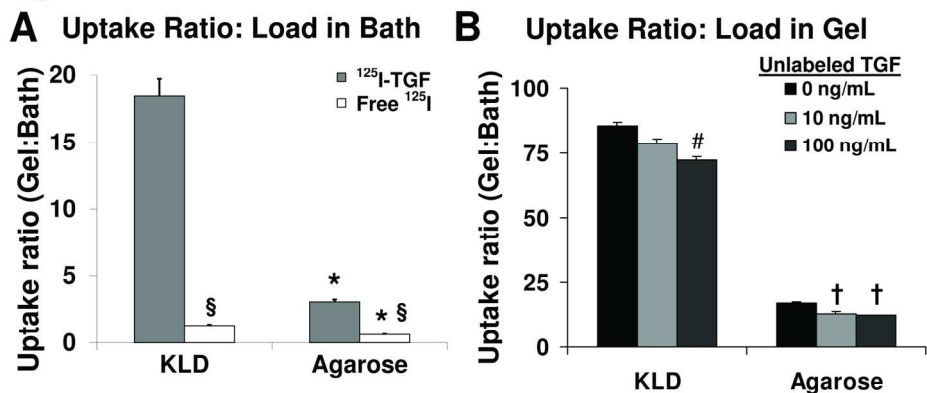 A Uptake Ratio: Load in Bath
20
15
10
5
0
Uptake ratio (Gel:Bath)
¹²⁵I-TGF
Free ¹²⁵I
§
*
* §
KLD Agarose
B Uptake Ratio: Load in Gel
Unlabeled TGF
0 ng/mL
10 ng/mL
100 ng/mL
100
75
50
25
0
Uptake ratio (Gel:Bath)
#
† †
KLD Agarose